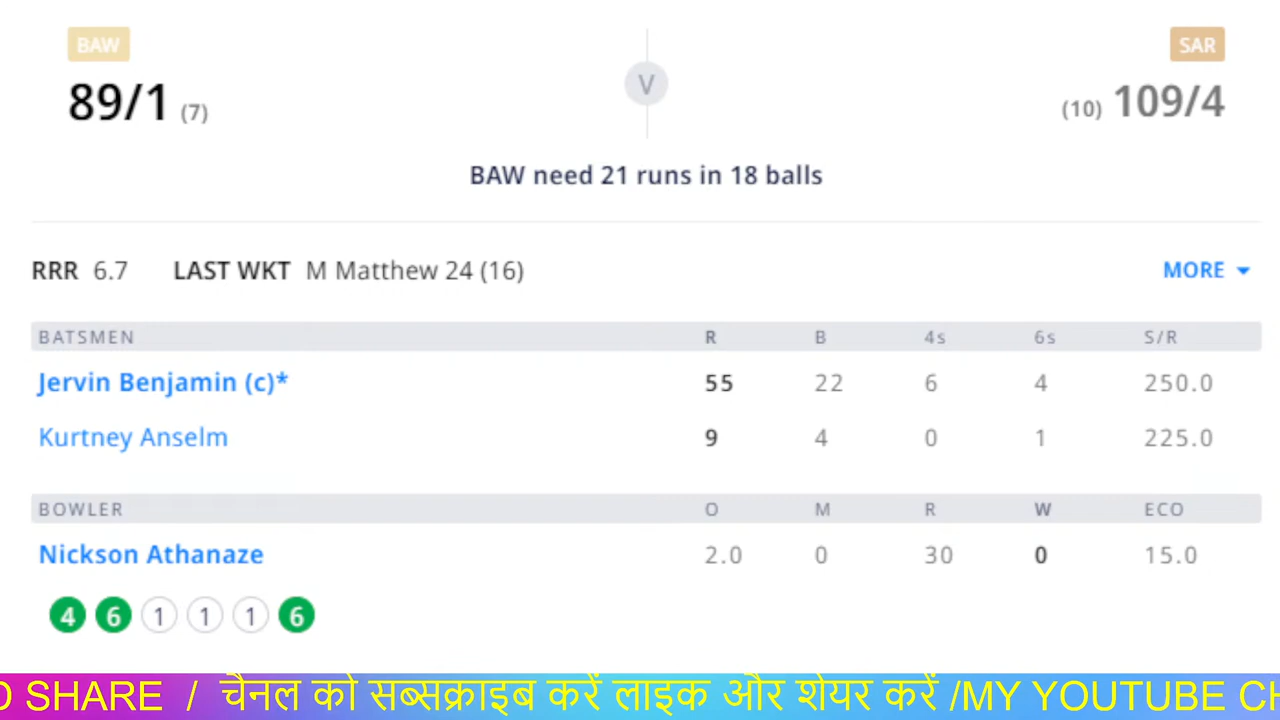 BAW V SAR
89/1 (7) (10) 109/4
BAW need 21 runs in 18 balls
RRR 6.7 LAST WKT M Matthew 24 (16) MORE
BATSMEN R B 4s 6s S/R
Jervin Benjamin (c)* 55 22 6 4 250.0
Kurtney Anselm 9 4 0 1 225.0
BOWLER O M R W ECO
Nickson Athanaze 2.0 0 30 0 15.0
4 6 1 1 1 6
SHARE / चैनल को सब्सक्राइब करें लाइक और शेयर करें /MY YOUTUBE